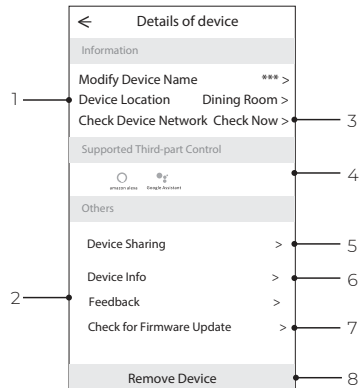 ← Details of device
Information
Modify Device Name *** >
1 Device Location Dining Room >
Check Device Network Check Now > 3
Supported Third-part Control
4
amazon alexa Google Assistant
Others
Device Sharing > 5
Device Info > 6
2 Feedback >
Check for Firmware Update > 7
Remove Device 8